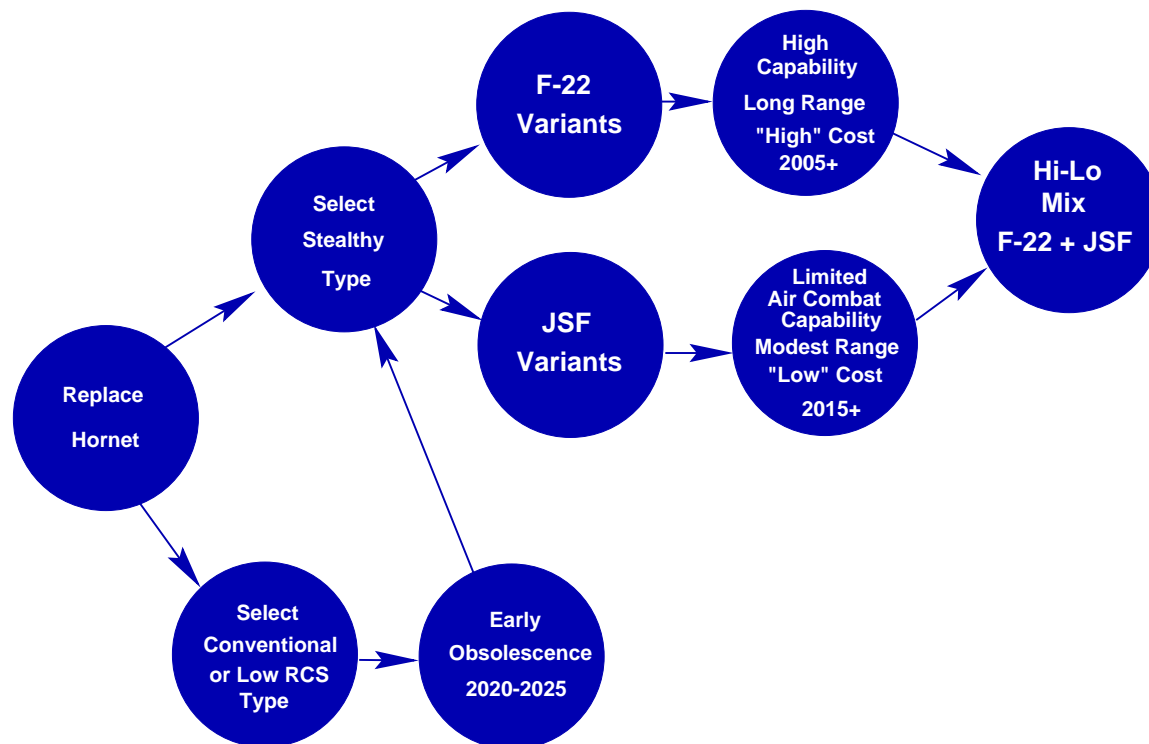 Replace
Hornet
Select
Stealthy
Type
Select
Conventional
or Low RCS
Type
Early
Obsolescence
2020-2025
F-22
Variants
JSF
Variants
High
Capability
Long Range
"High" Cost
2005+
Limited
Air Combat
Capability
Modest Range
"Low" Cost
2015+
Hi-Lo
Mix
F-22 + JSF